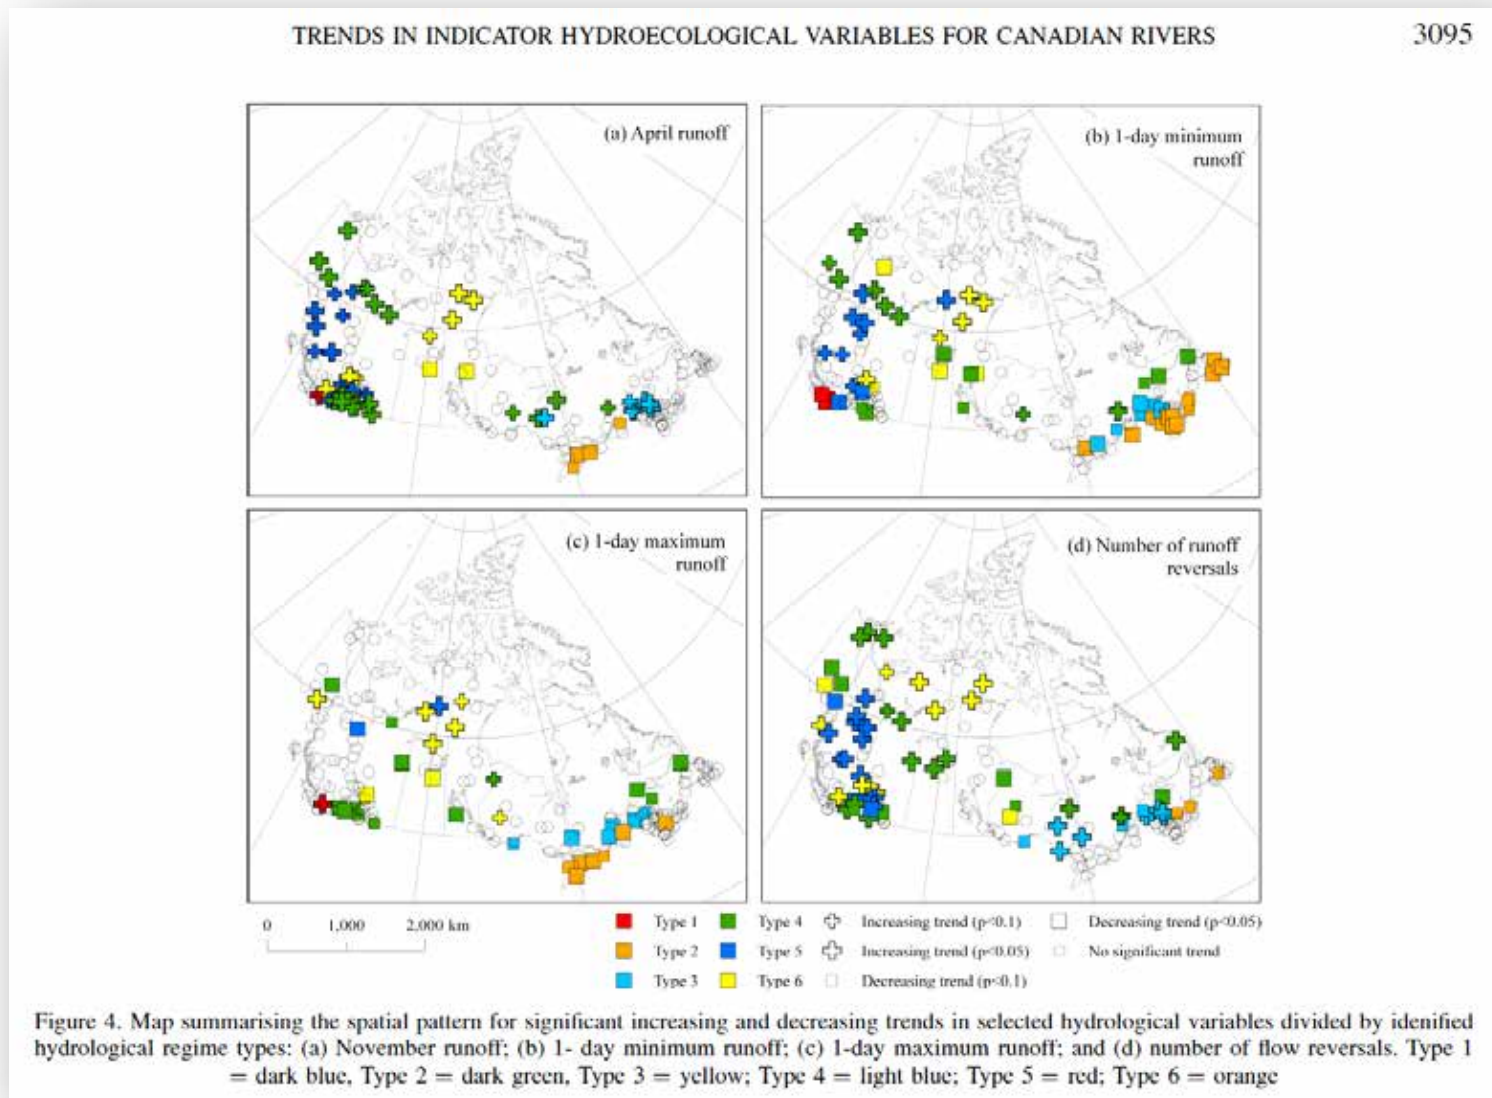 TRENDS IN INDICATOR HYDROECOLOGICAL VARIABLES FOR CANADIAN RIVERS 3095
(a) April runoff
(b) 1-day minimum
runoff
(c) 1-day maximum
runoff
(d) Number of runoff
reversals
0 1,000 2,000 km
Type 1 Type 4 Increasing trend (p<0.1) Decreasing trend (p<0.05)
Type 2 Type 5 Increasing trend (p<0.05) No significant trend
Type 3 Type 6 Decreasing trend (p<0.1)
Figure 4. Map summarising the spatial pattern for significant increasing and decreasing trends in selected hydrological variables divided by idenified
hydrological regime types: (a) November runoff; (b) 1- day minimum runoff; (c) 1-day maximum runoff; and (d) number of flow reversals. Type 1
= dark blue, Type 2 = dark green, Type 3 = yellow; Type 4 = light blue; Type 5 = red; Type 6 = orange